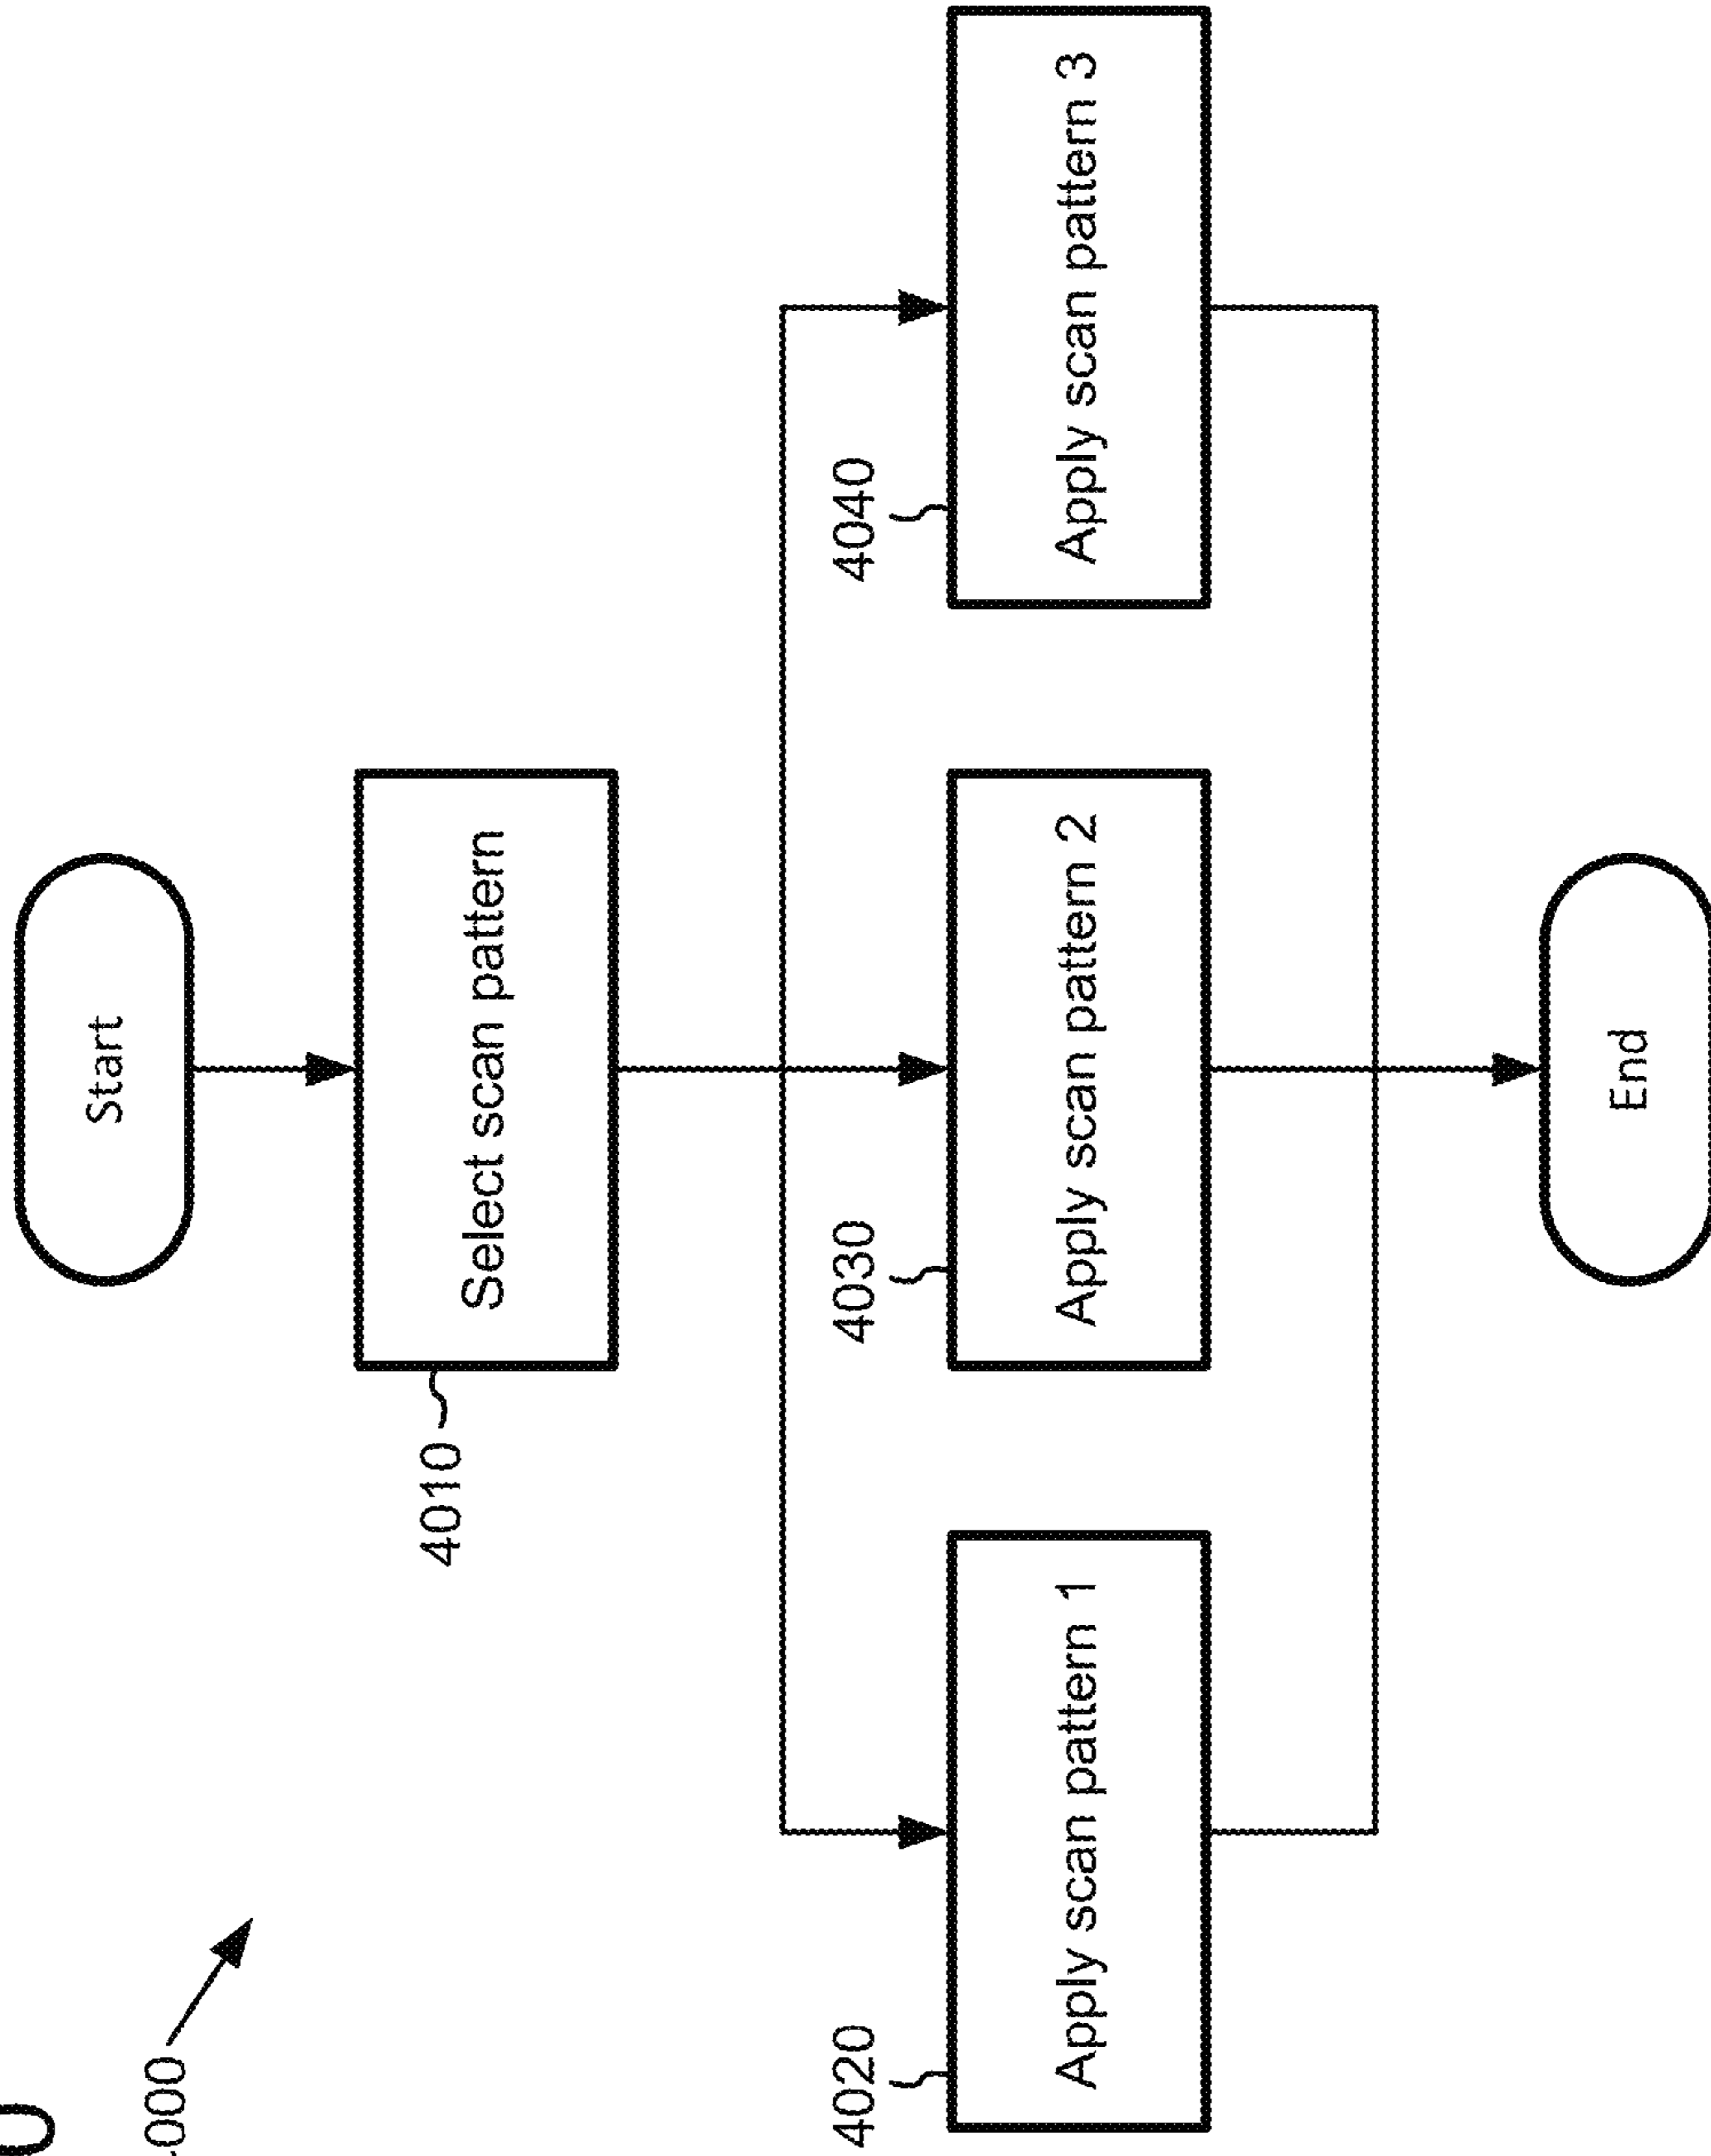 000
Start
4010
Select scan pattern
4020
4030
4040
Apply scan pattern 1
Apply scan pattern 2
Apply scan pattern 3
End